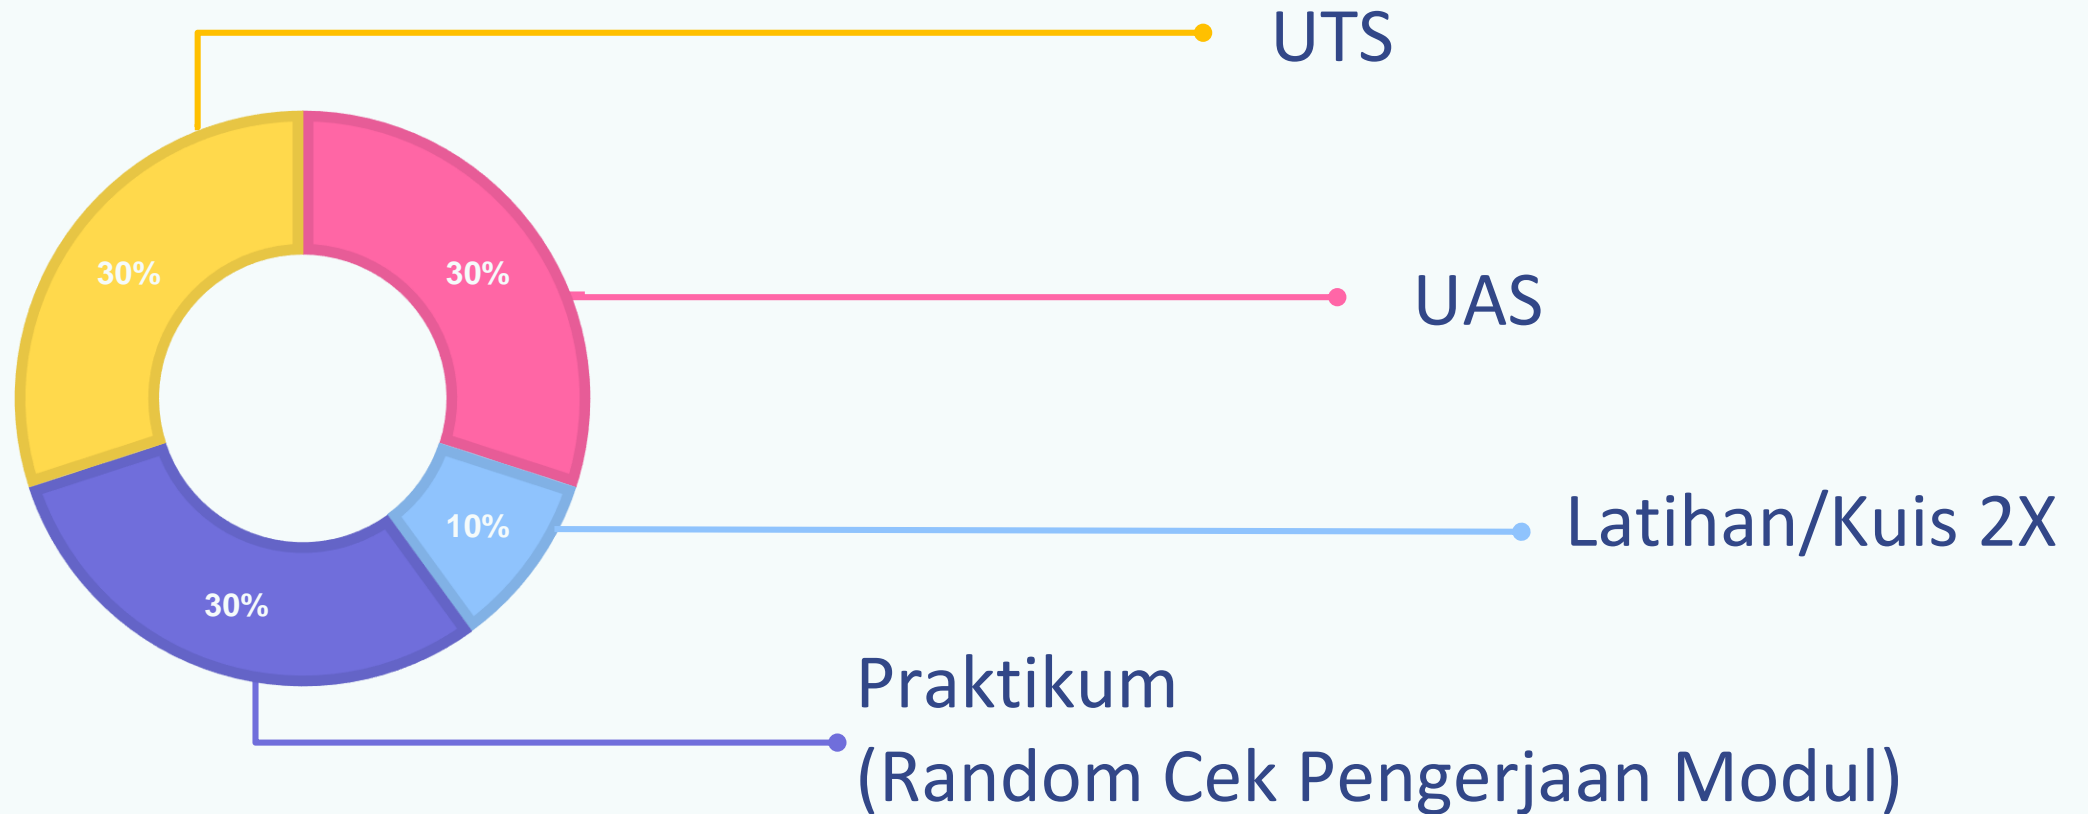 UTS
30%
30%
UAS
10%
Latihan/Kuis 2X
30%
Praktikum
(Random Cek Pengerjaan Modul)